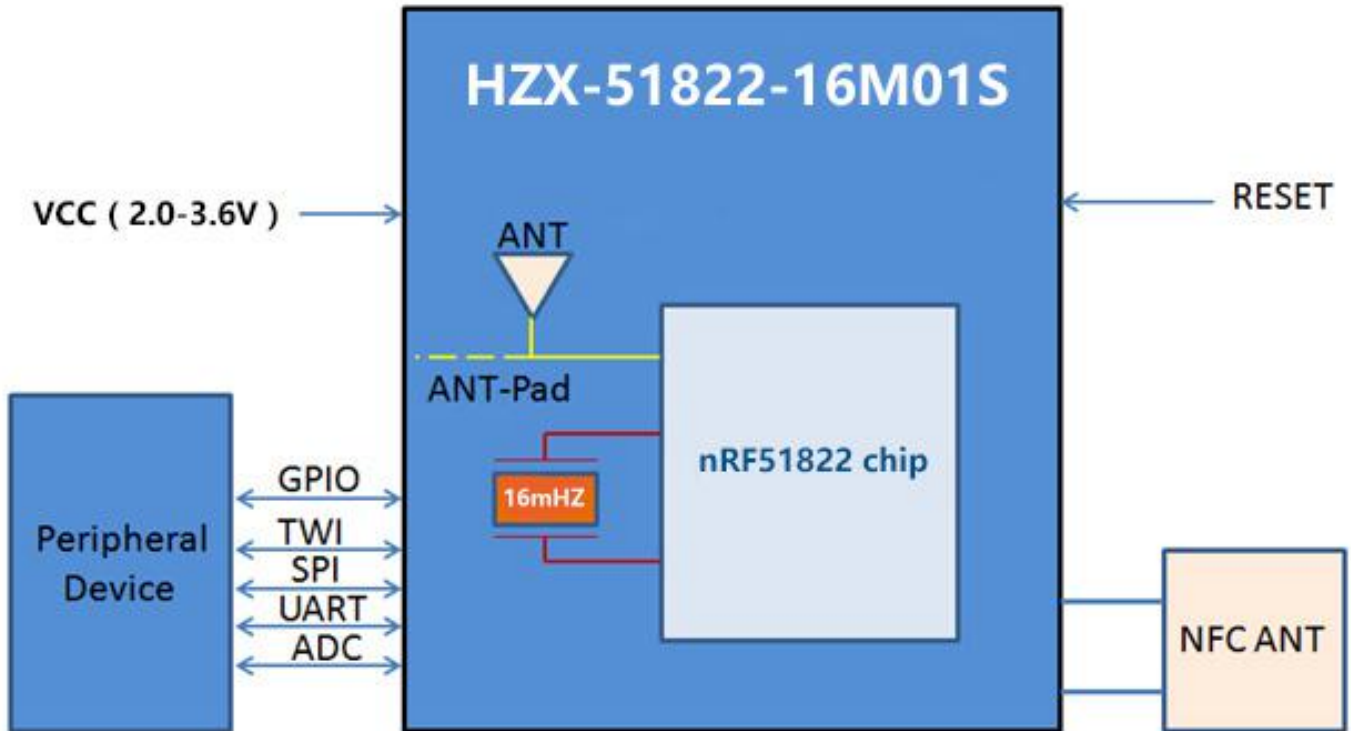 HZX-51822-16M01S
VCC ( 2.0-3.6V )
RESET
ANT
ANT-Pad
nRF51822 chip
16mHZ
Peripheral
Device
GPIO
TWI
SPI
UART
ADC
NFC ANT